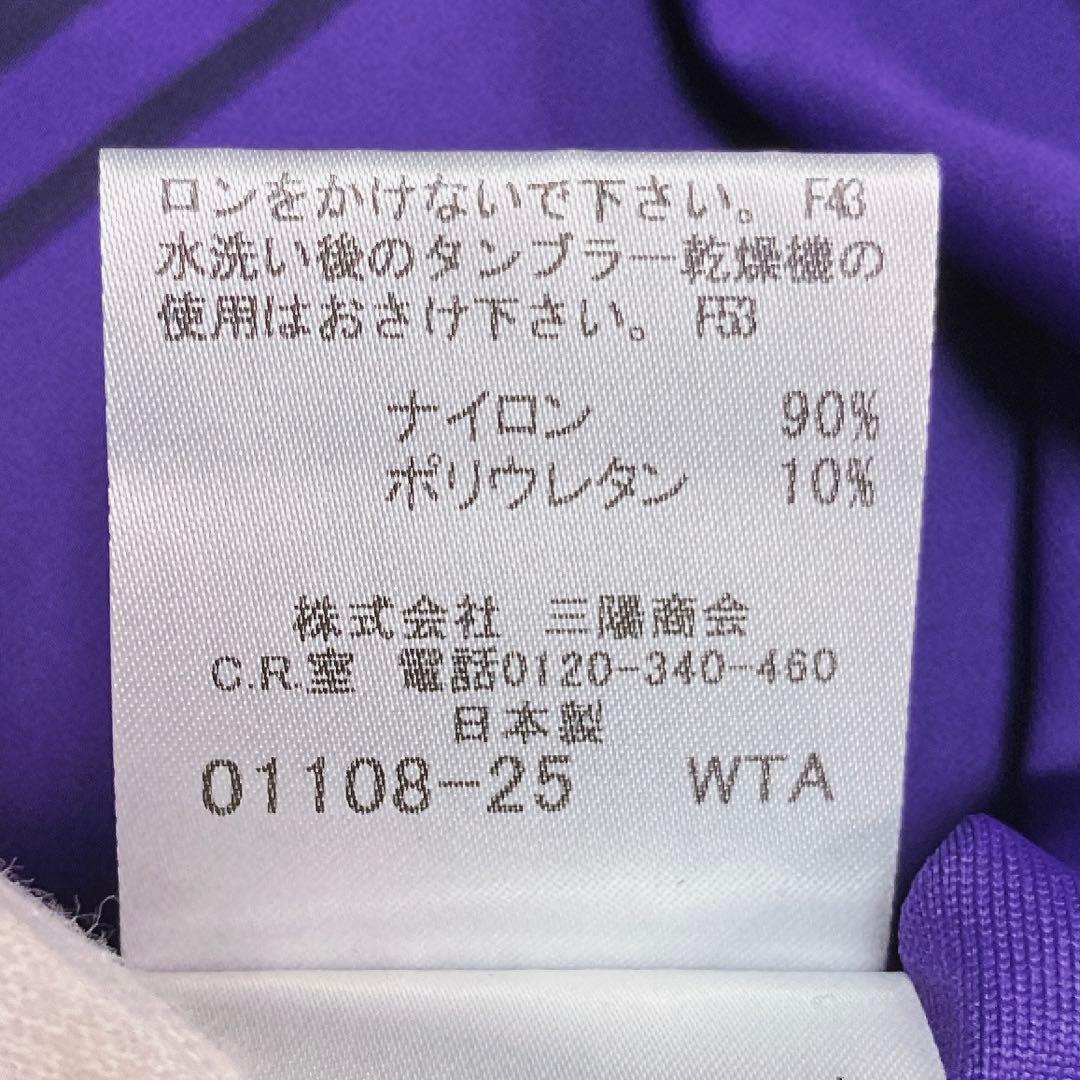 ロンをかけないで下さい。 F43
水洗い後のタンブラー乾燥機の
使用はおさけ下さい。 F53
ナイロン 90%
ポリウレタン 10%
株式会社 三陽商会
C.R.室 電話0120-340-460
日本製
01108-25 WTA